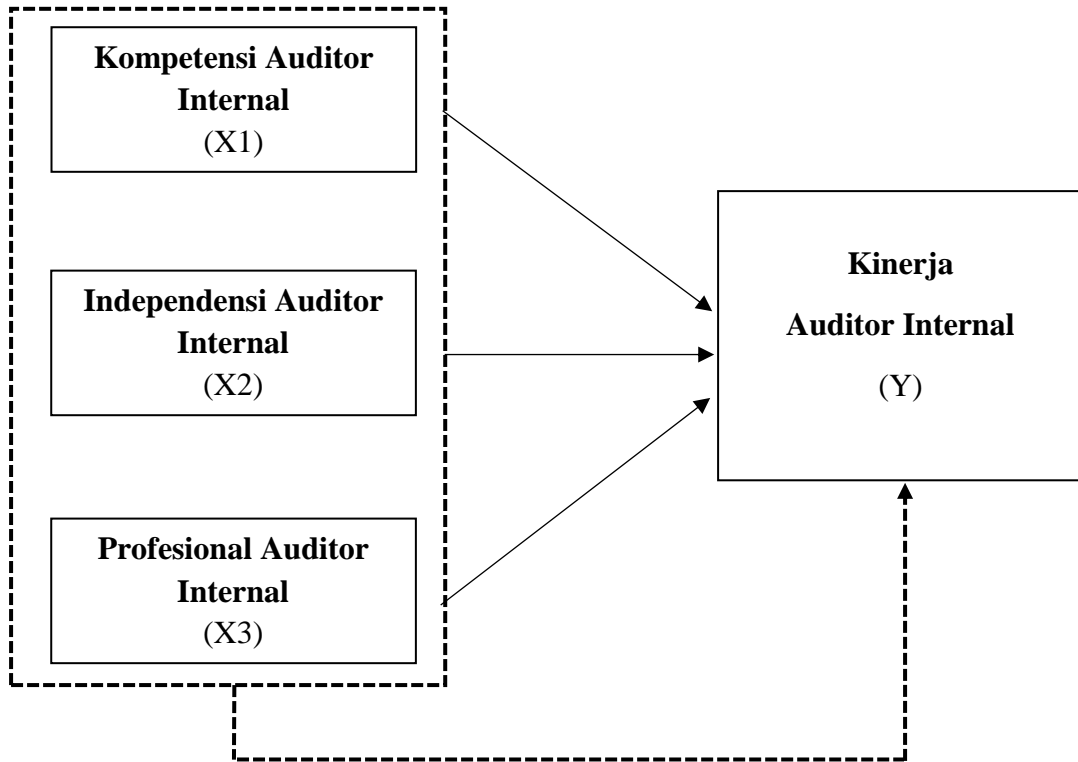 Kompetensi Auditor
Internal
(X1)
Independensi Auditor
Internal
(X2)
Profesional Auditor
Internal
(X3)
Kinerja
Auditor Internal
(Y)